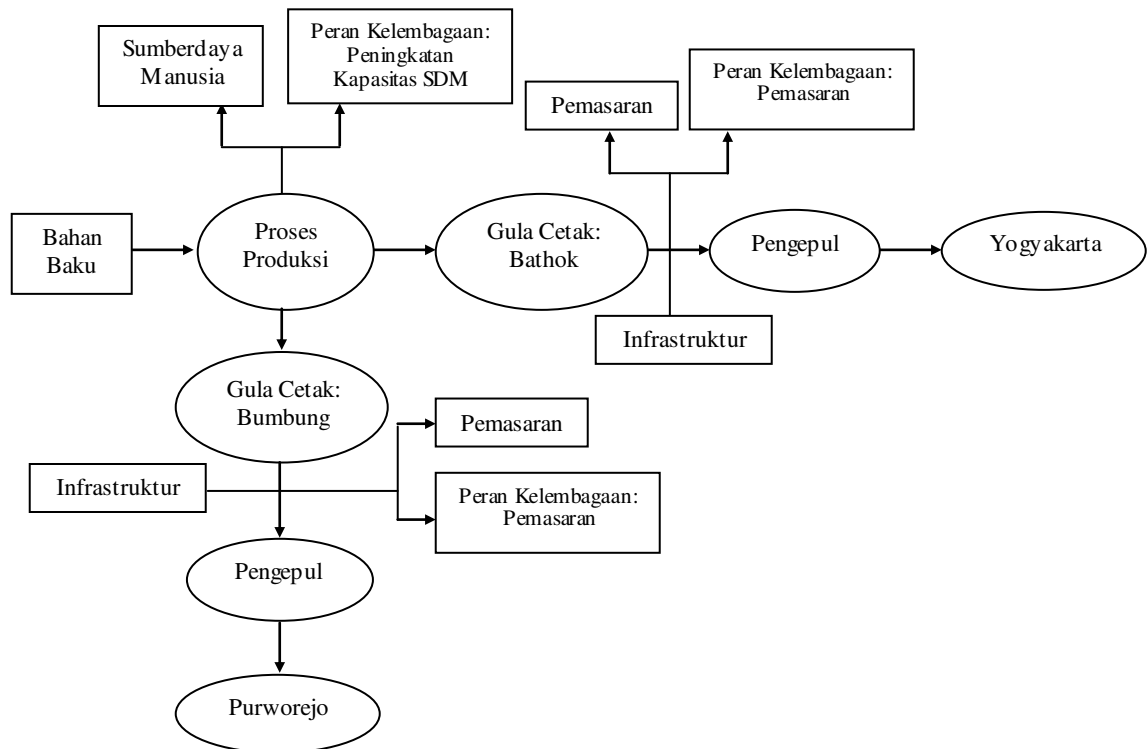 Sumberdaya
Manusia
Peran Kelembagaan:
Peningkatan
Kapasitas SDM
Pemasaran
Peran Kelembagaan:
Pemasaran
Bahan
Baku
Proses
Produksi
Gula Cetak:
Bathok
Pengepul
Yogyakarta
Infrastruktur
Gula Cetak:
Bumbung
Pemasaran
Infrastruktur
Peran Kelembagaan:
Pemasaran
Pengepul
Purworejo